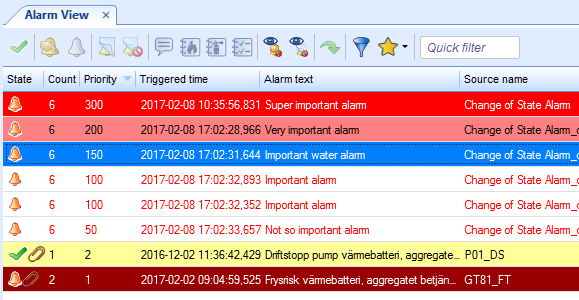 Alarm View
Quick filter
State Count Priority Triggered time Alarm text Source name
6 300 2017-02-08 10:35:56,831 Super important alarm Change of State Alarm
6 200 2017-02-08 17:02:28,966 Very important alarm Change of State Alarm_
6 150 2017-02-08 17:02:31,644 Important water alarm Change of State Alarm_
6 100 2017-02-08 17:02:32,893 Important alarm Change of State Alarm_
6 100 2017-02-08 17:02:32,352 Important alarm Change of State Alarm_
6 50 2017-02-08 17:02:33,657 Not so important alarm Change of State Alarm_
1 2 2016-12-02 11:36:42,429 Driftstopp pump värmebatteri, aggregate... P01_DS
2 1 2017-02-02 09:04:59,525 Frysrisk värmebatteri, aggregatet betjän... GT81_FT